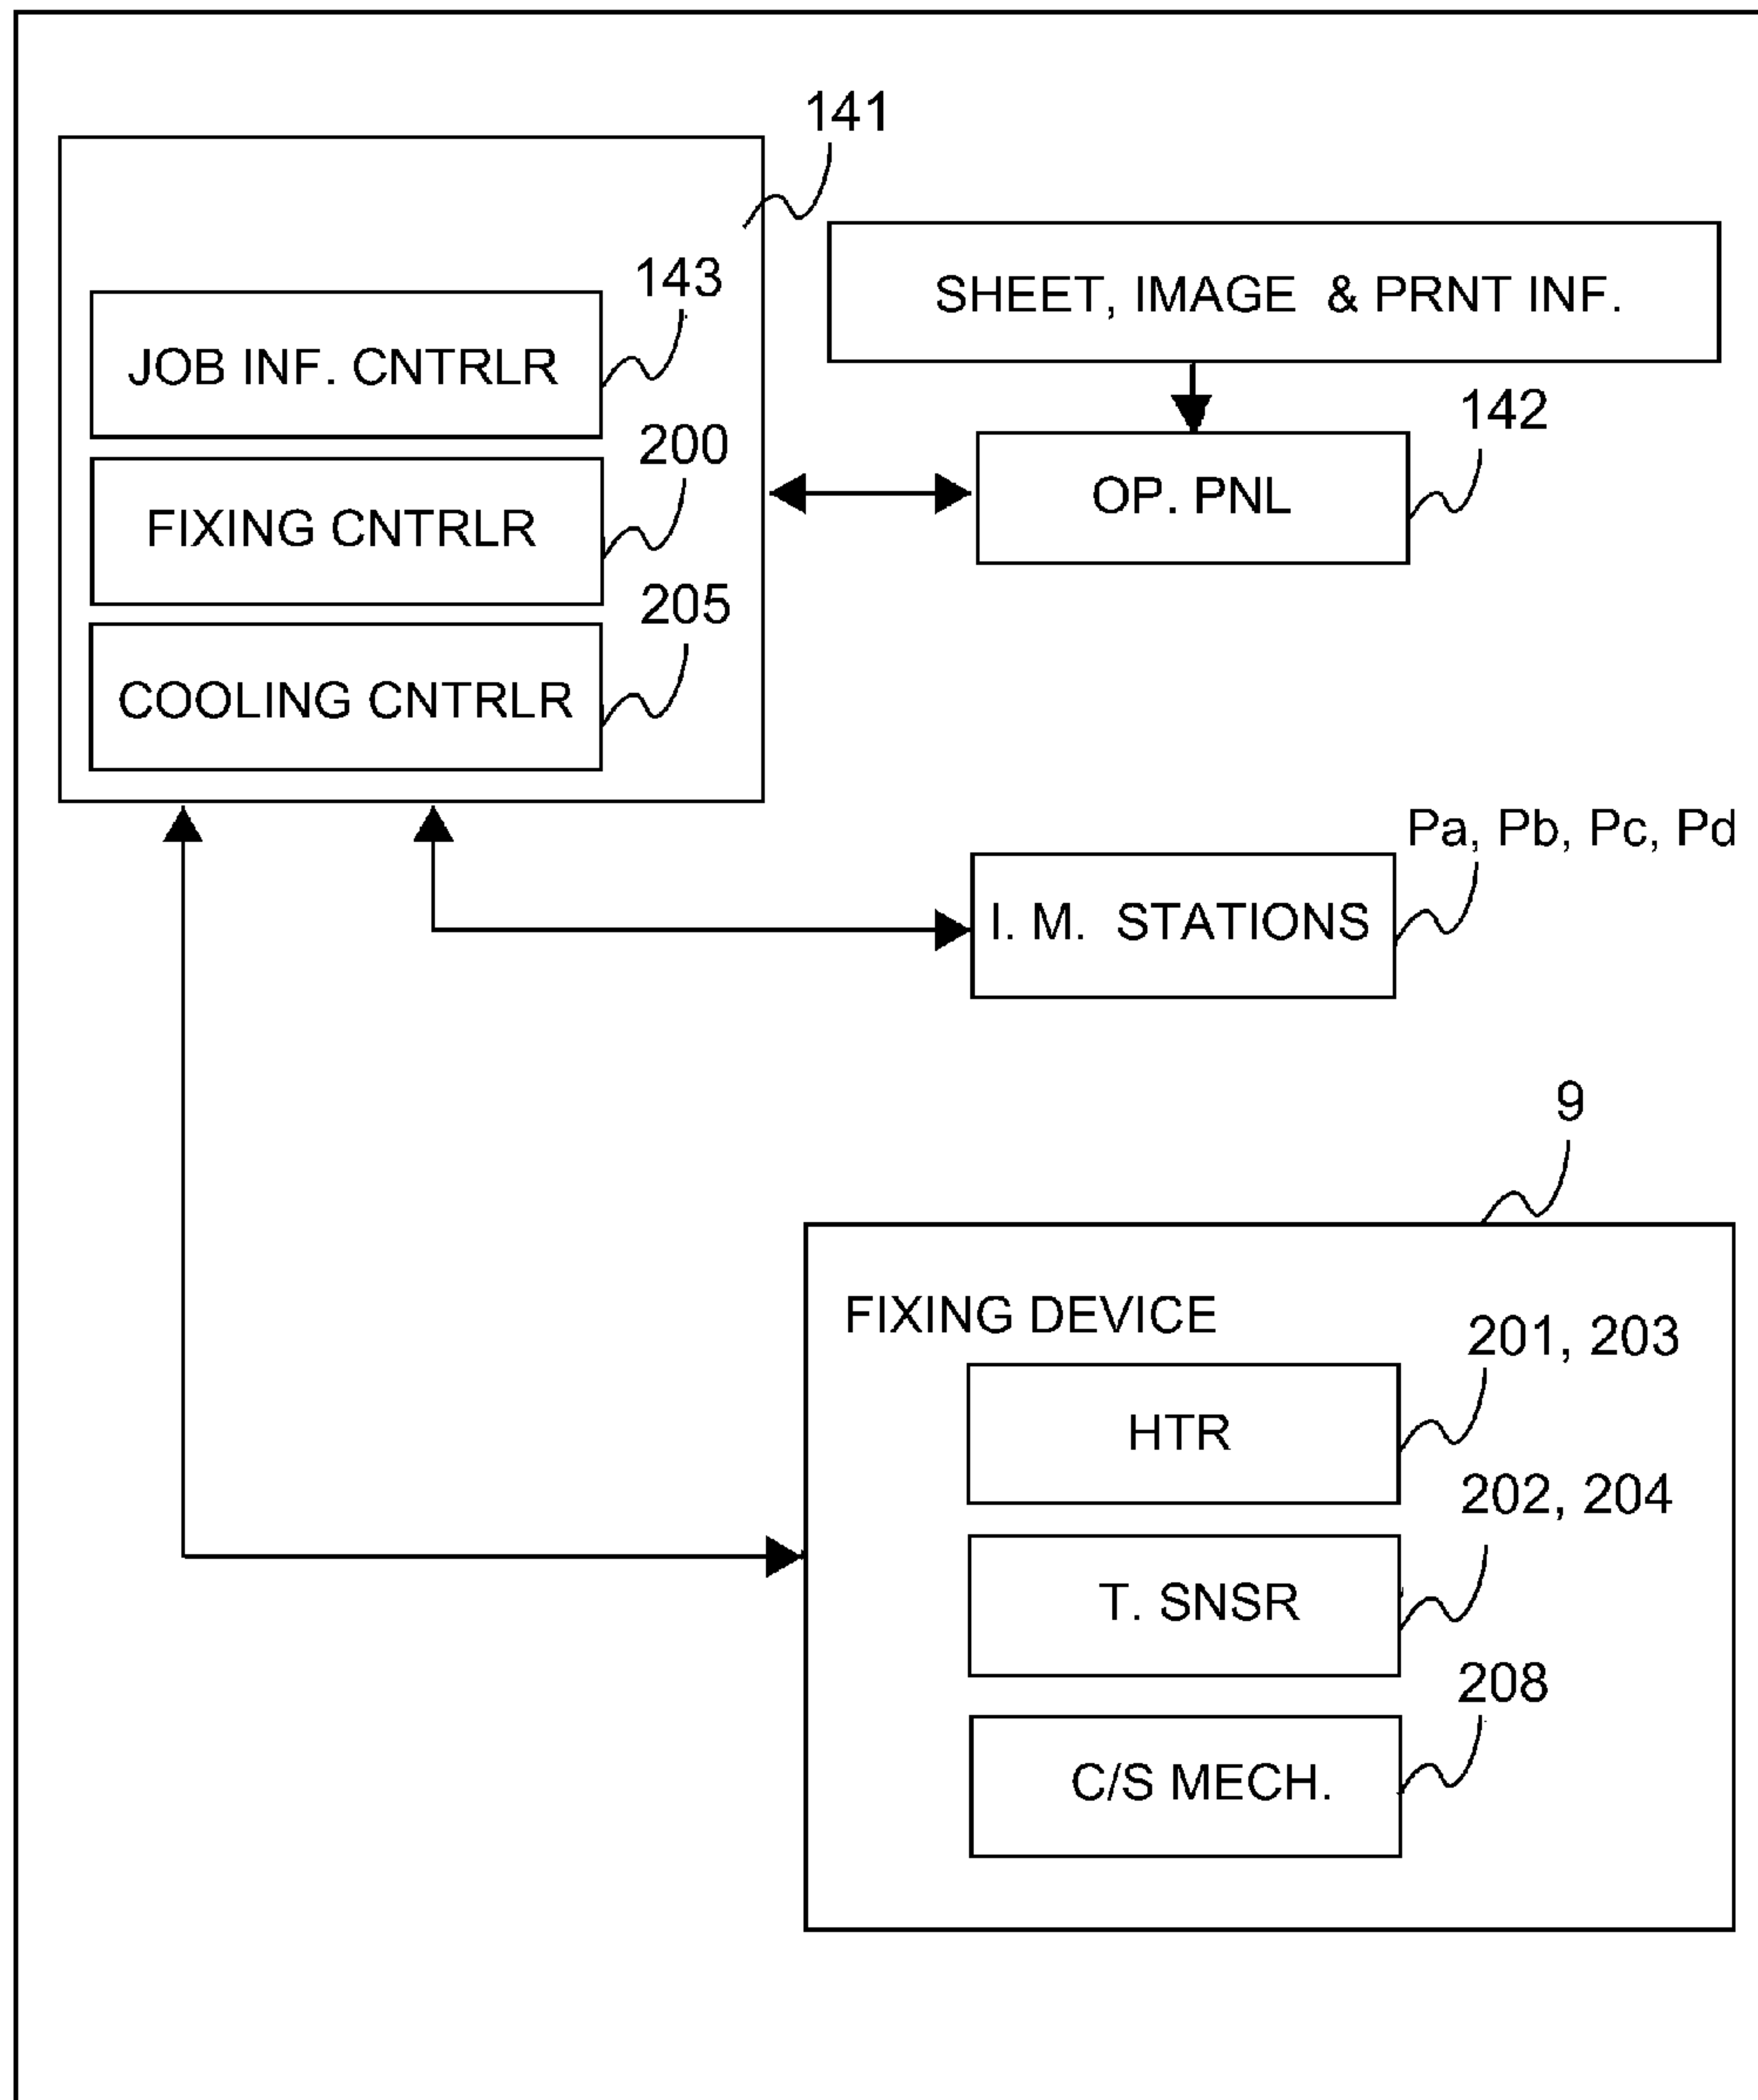 141
143
JOB INF. CNTRLR
200
FIXING CNTRLR
205
COOLING CNTRLR
SHEET, IMAGE & PRNT INF.
142
OP. PNL
Pa, Pb, Pc, Pd
I. M. STATIONS
9
FIXING DEVICE
201, 203
HTR
202, 204
T. SNSR
208
C/S MECH.